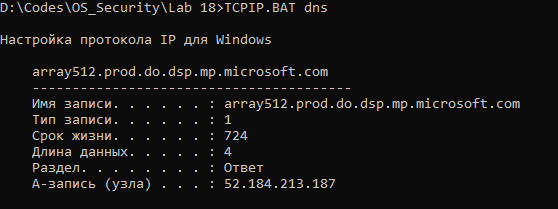 D:\Codes\OS_Security\Lab 18>TCPIP.BAT dns
Настройка протокола IP для Windows
array512.prod.do.dsp.mp.microsoft.com
----------------------------------------
Имя записи. . . . . . : array512.prod.do.dsp.mp.microsoft.com
Тип записи. . . . . . : 1
Срок жизни. . . . . . : 724
Длина данных. . . . . : 4
Раздел. . . . . . . . : Ответ
А-запись (узла) . . . : 52.184.213.187